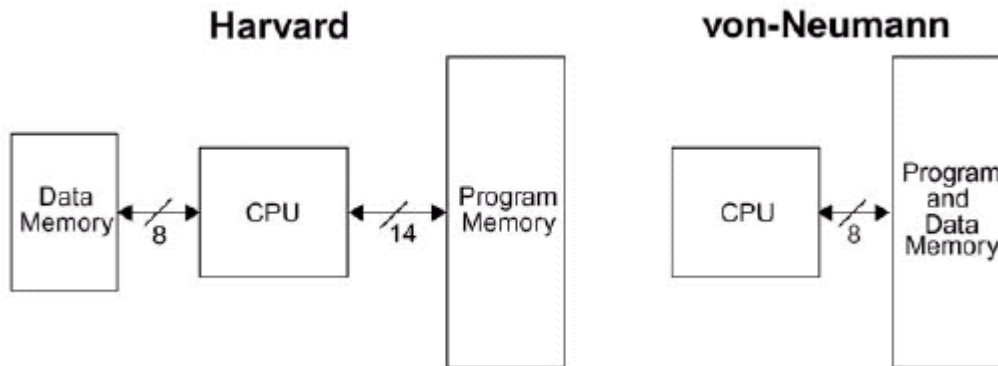 Harvard
Data
Memory
8
CPU
14
Program
Memory
von-Neumann
CPU
8
Program
and
Data
Memory